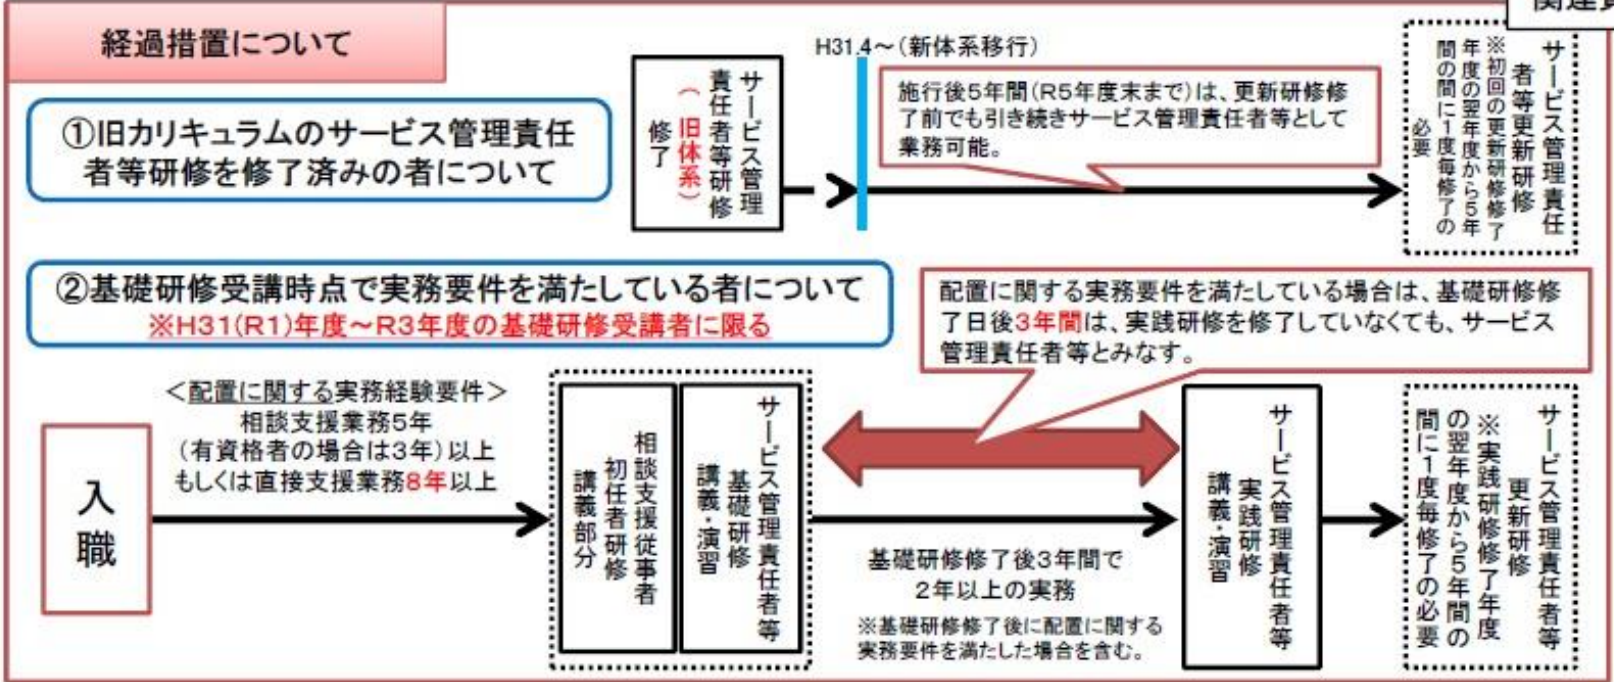 関連資
経過措置について
①旧カリキュラムのサービス管理責任
者等研修を修了済みの者について
サービス管理
責任者等研修
(旧体系)
修了
H31.4～(新体系移行)
施行後5年間(R5年度末まで)は、更新研修修
了前でも引き続きサービス管理責任者等として
業務可能。
サービス管理責任
者等更新研修
※初回の更新研修修了
年度の翌年度から5年
間の間に1度毎修了の
必要
②基礎研修受講時点で実務要件を満たしている者について
※H31(R1)年度～R3年度の基礎研修受講者に限る
配置に関する実務要件を満たしている場合は、基礎研修修
了日後3年間は、実践研修を修了していなくても、サービス
管理責任者等とみなす。
入職
＜配置に関する実務経験要件＞
相談支援業務5年
(有資格者の場合は3年)以上
もしくは直接支援業務8年以上
相談支援従事者
初任者研修
講義部分
サービス管理責任者等
基礎研修
講義・演習
基礎研修修了後3年間で
2年以上の実務
※基礎研修修了後に配置に関する
実務要件を満たした場合を含む。
サービス管理責任者等
実践研修
講義・演習
サービス管理責任者等
更新研修
※実践研修修了年度
の翌年度から5年間の
間に1度毎修了の必要